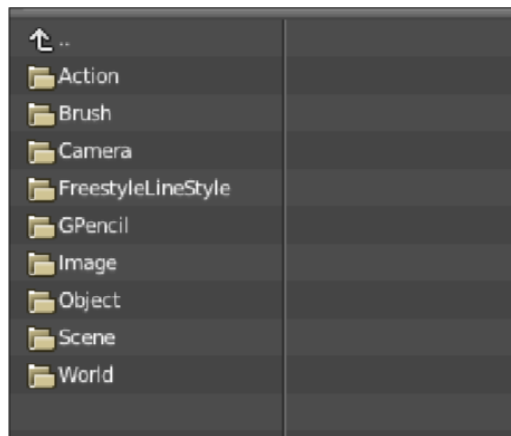 ..
Action
Brush
Camera
FreestyleLineStyle
GPencil
Image
Object
Scene
World